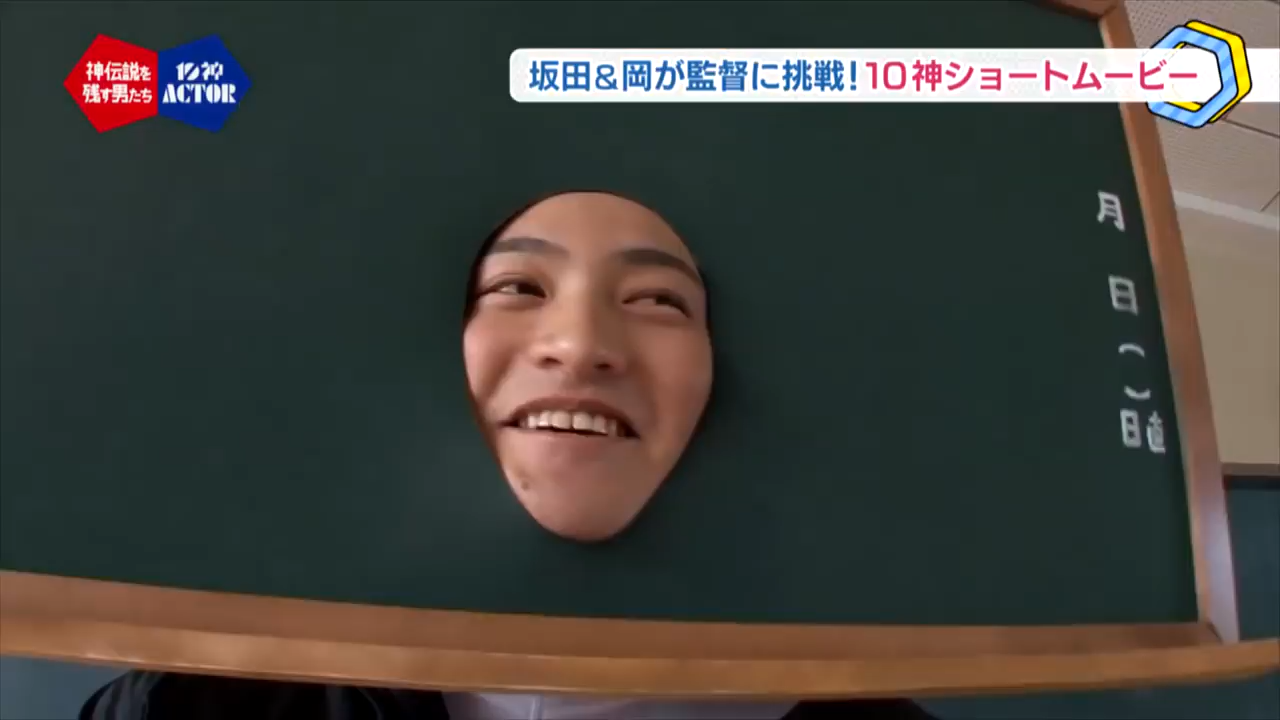 神伝説を
残す男たち
10神
ACTOR
坂田&岡が監督に挑戦!10神ショートムービー
月
日
(
)
日直